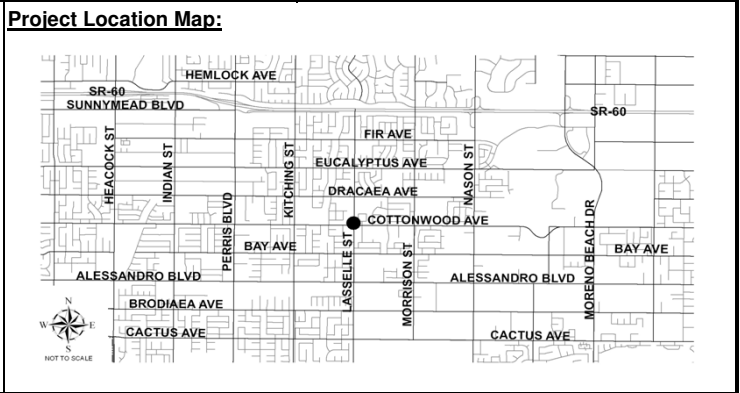 Project Location Map:
HEMLOCK AVE
SR-60
SUNNYMEAD BLVD
SR-60
FIR AVE
EUCALYPTUS AVE
DRACAEA AVE
COTTONWOOD AVE
HEACOCK ST
INDIAN ST
PERRIS BLVD
KITCHING ST
LASSELLE ST
MORRISON ST
NASON ST
MORENO BEACH DR
BAY AVE
BAY AVE
ALESSANDRO BLVD
ALESSANDRO BLVD
BRODIAEA AVE
CACTUS AVE
CACTUS AVE
N
W E
S
NOT TO SCALE